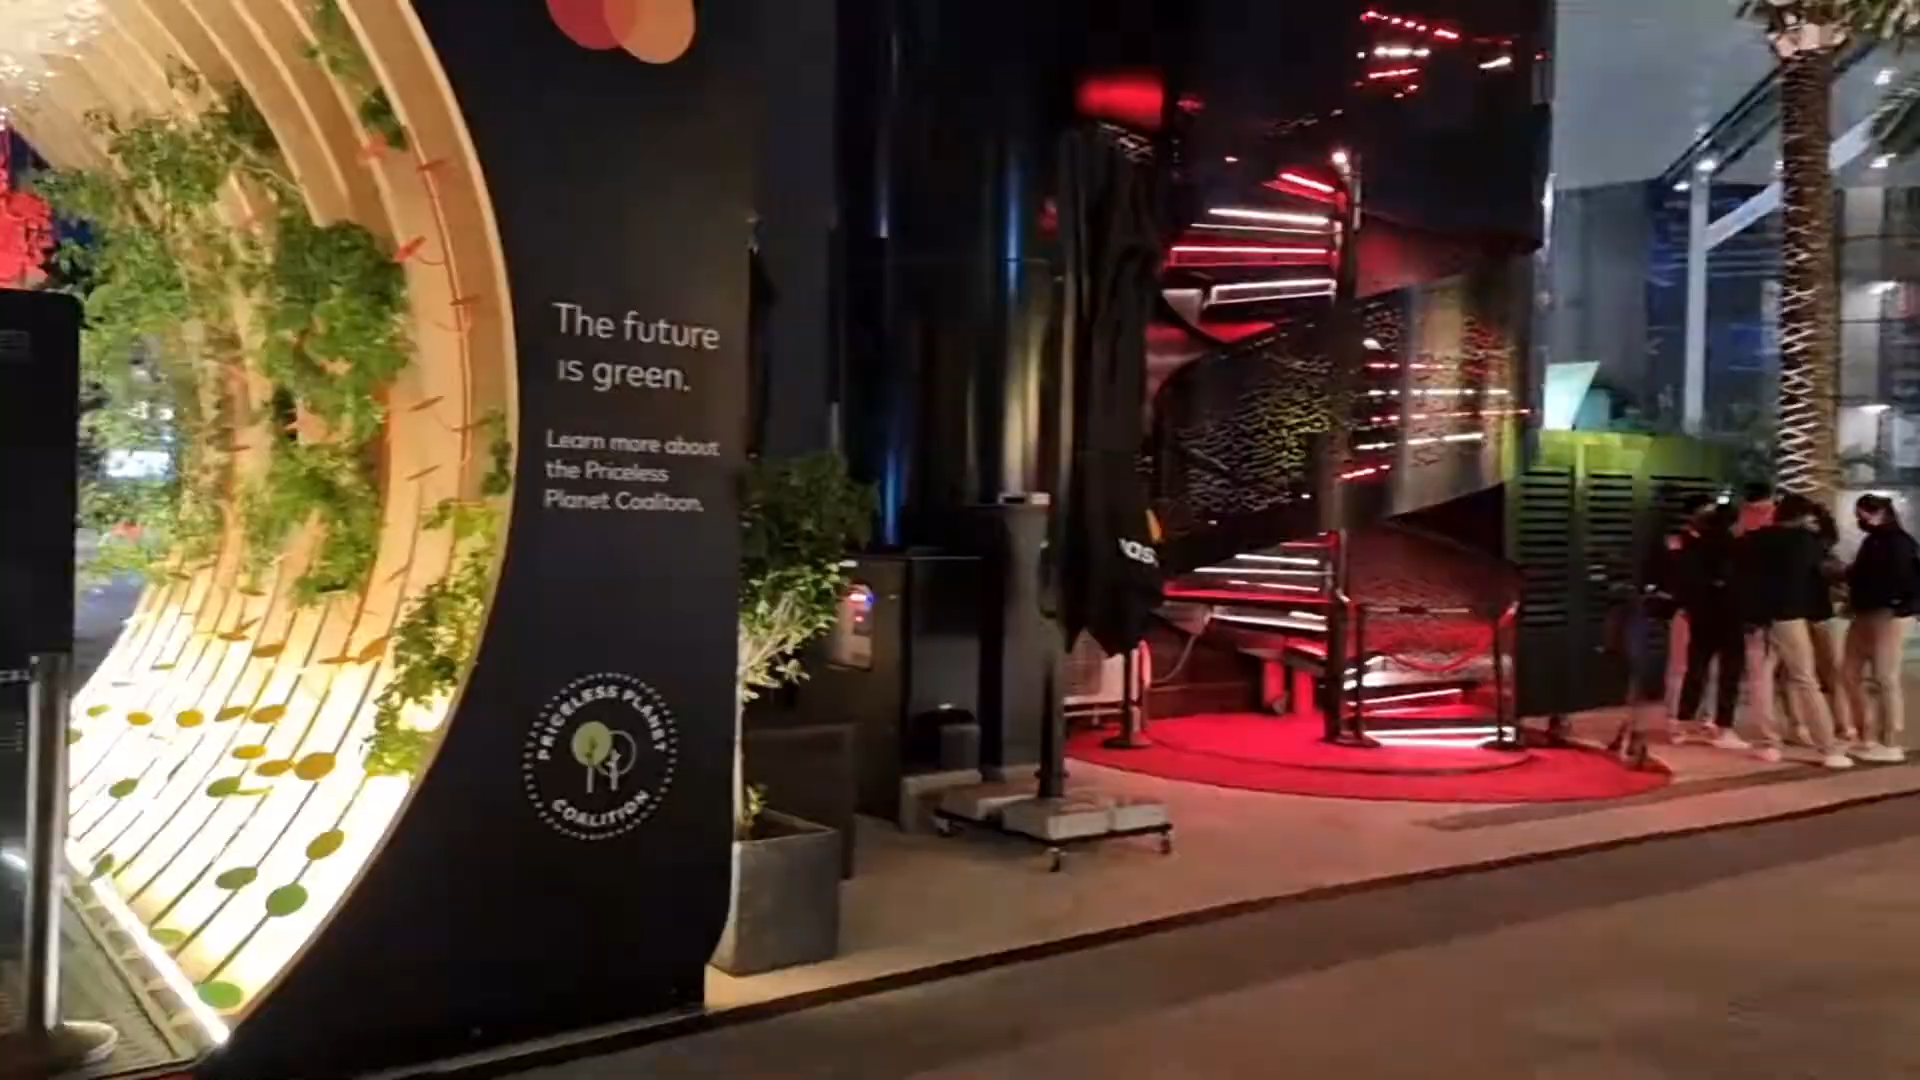 The future
is green.
Learn more about
the Priceless
Planet Coalition.
PRICELESS PLANET
COALITION